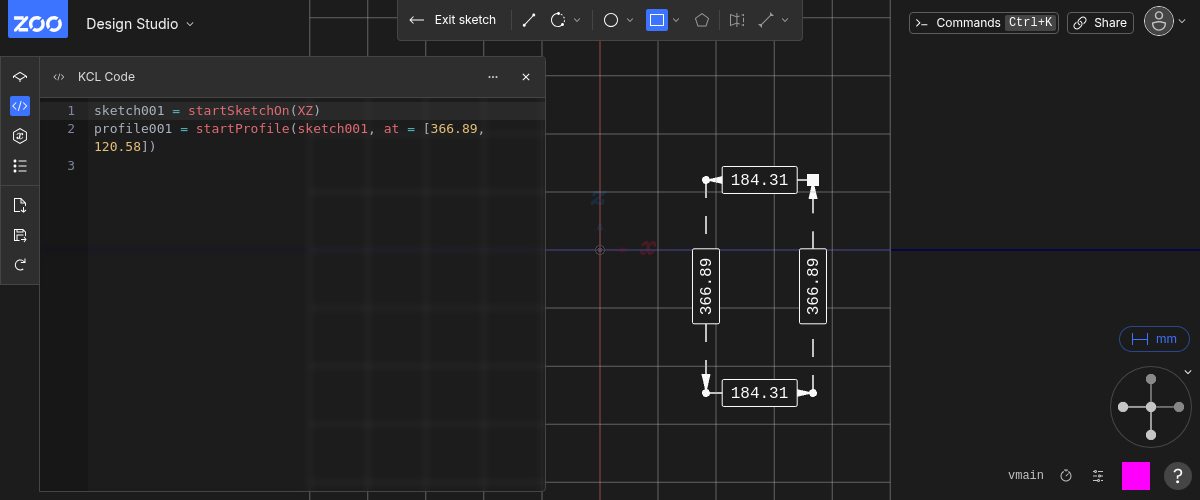 ZOO
Design Studio
Exit sketch
Commands Ctrl+K
Share
KCL Code
1 sketch001 = startSketchOn(XZ)
2 profile001 = startProfile(sketch001, at = [366.89,
120.58])
3
z
x
184.31
366.89
366.89
184.31
mm
vmain
?